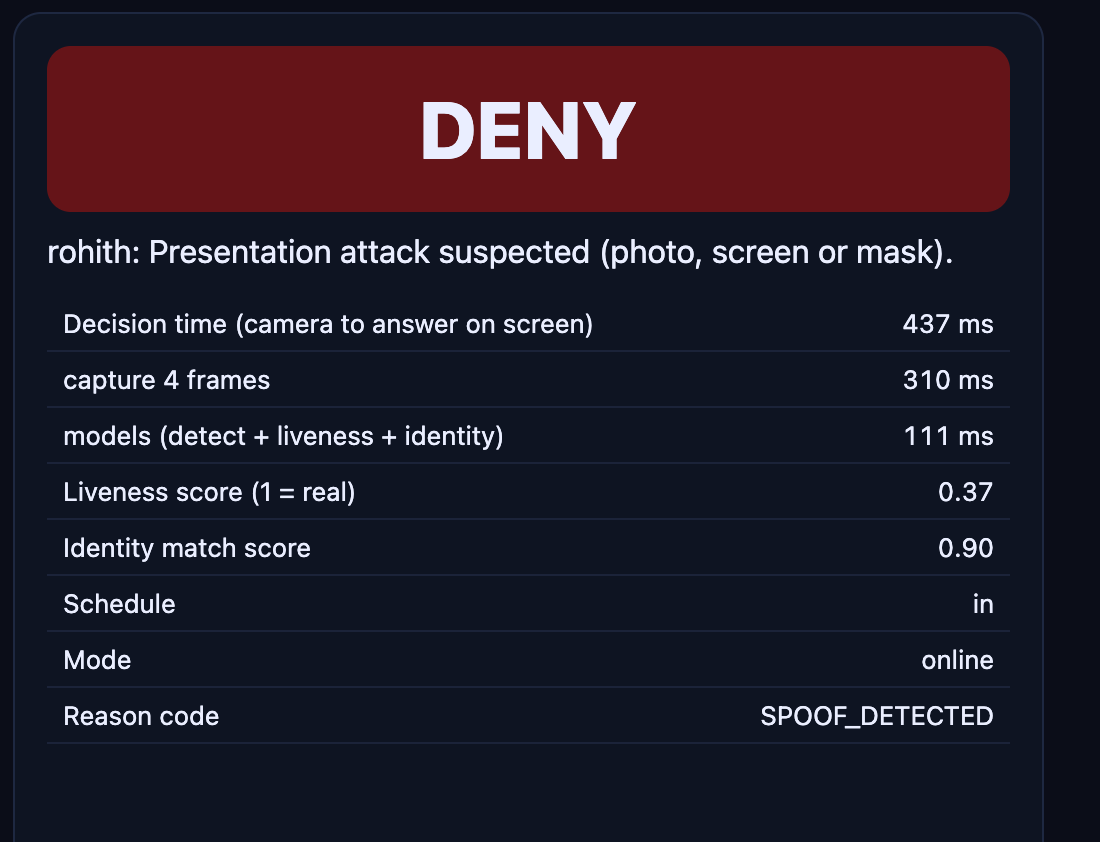 DENY
rohith: Presentation attack suspected (photo, screen or mask).
Decision time (camera to answer on screen) 437 ms
capture 4 frames 310 ms
models (detect + liveness + identity) 111 ms
Liveness score (1 = real) 0.37
Identity match score 0.90
Schedule in
Mode online
Reason code SPOOF_DETECTED